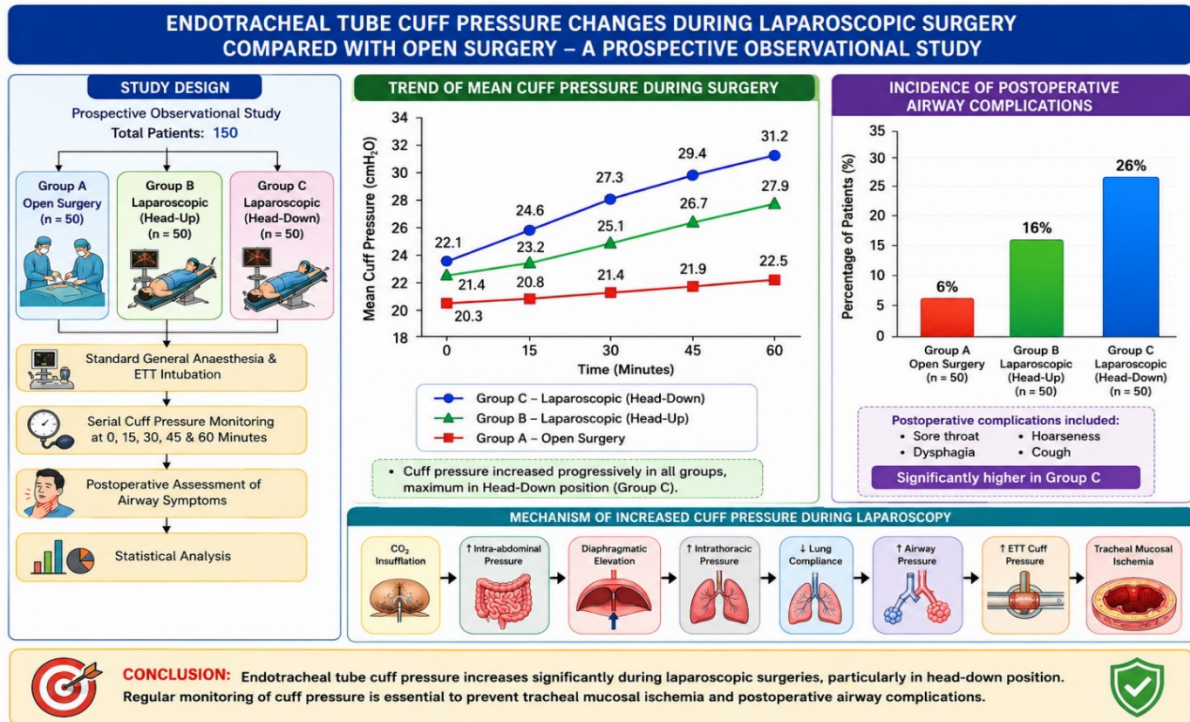 ENDOTRACHEAL TUBE CUFF PRESSURE CHANGES DURING LAPAROSCOPIC SURGERY
COMPARED WITH OPEN SURGERY – A PROSPECTIVE OBSERVATIONAL STUDY
STUDY DESIGN
Prospective Observational Study
Total Patients: 150
Group A
Open Surgery
(n = 50)
Group B
Laparoscopic
(Head-Up)
(n = 50)
Group C
Laparoscopic
(Head-Down)
(n = 50)
Standard General Anaesthesia &
ETT Intubation
Serial Cuff Pressure Monitoring
at 0, 15, 30, 45 & 60 Minutes
Postoperative Assessment of
Airway Symptoms
Statistical Analysis
TREND OF MEAN CUFF PRESSURE DURING SURGERY
Mean Cuff Pressure (cmH₂O)
34
32
30
28
26
24
22
20
18
22.1
24.6
27.3
29.4
31.2
21.4
23.2
25.1
26.7
27.9
20.3
20.8
21.4
21.9
22.5
0
15
30
45
60
Time (Minutes)
Group C – Laparoscopic (Head-Down)
Group B – Laparoscopic (Head-Up)
Group A – Open Surgery
• Cuff pressure increased progressively in all groups,
maximum in Head-Down position (Group C).
INCIDENCE OF POSTOPERATIVE
AIRWAY COMPLICATIONS
Percentage of Patients (%)
35
30
25
20
15
10
5
0
6%
16%
26%
Group A
Open Surgery
(n = 50)
Group B
Laparoscopic
(Head-Up)
(n = 50)
Group C
Laparoscopic
(Head-Down)
(n = 50)
Postoperative complications included:
• Sore throat
• Hoarseness
• Dysphagia
• Cough
Significantly higher in Group C
MECHANISM OF INCREASED CUFF PRESSURE DURING LAPAROSCOPY
CO₂
Insufflation
↑ Intra-abdominal
Pressure
Diaphragmatic
Elevation
↑ Intrathoracic
Pressure
↓ Lung
Compliance
↑ Airway
Pressure
↑ ETT Cuff
Pressure
Tracheal Mucosal
Ischemia
CONCLUSION: Endotracheal tube cuff pressure increases significantly during laparoscopic surgeries, particularly in head-down position.
Regular monitoring of cuff pressure is essential to prevent tracheal mucosal ischemia and postoperative airway complications.